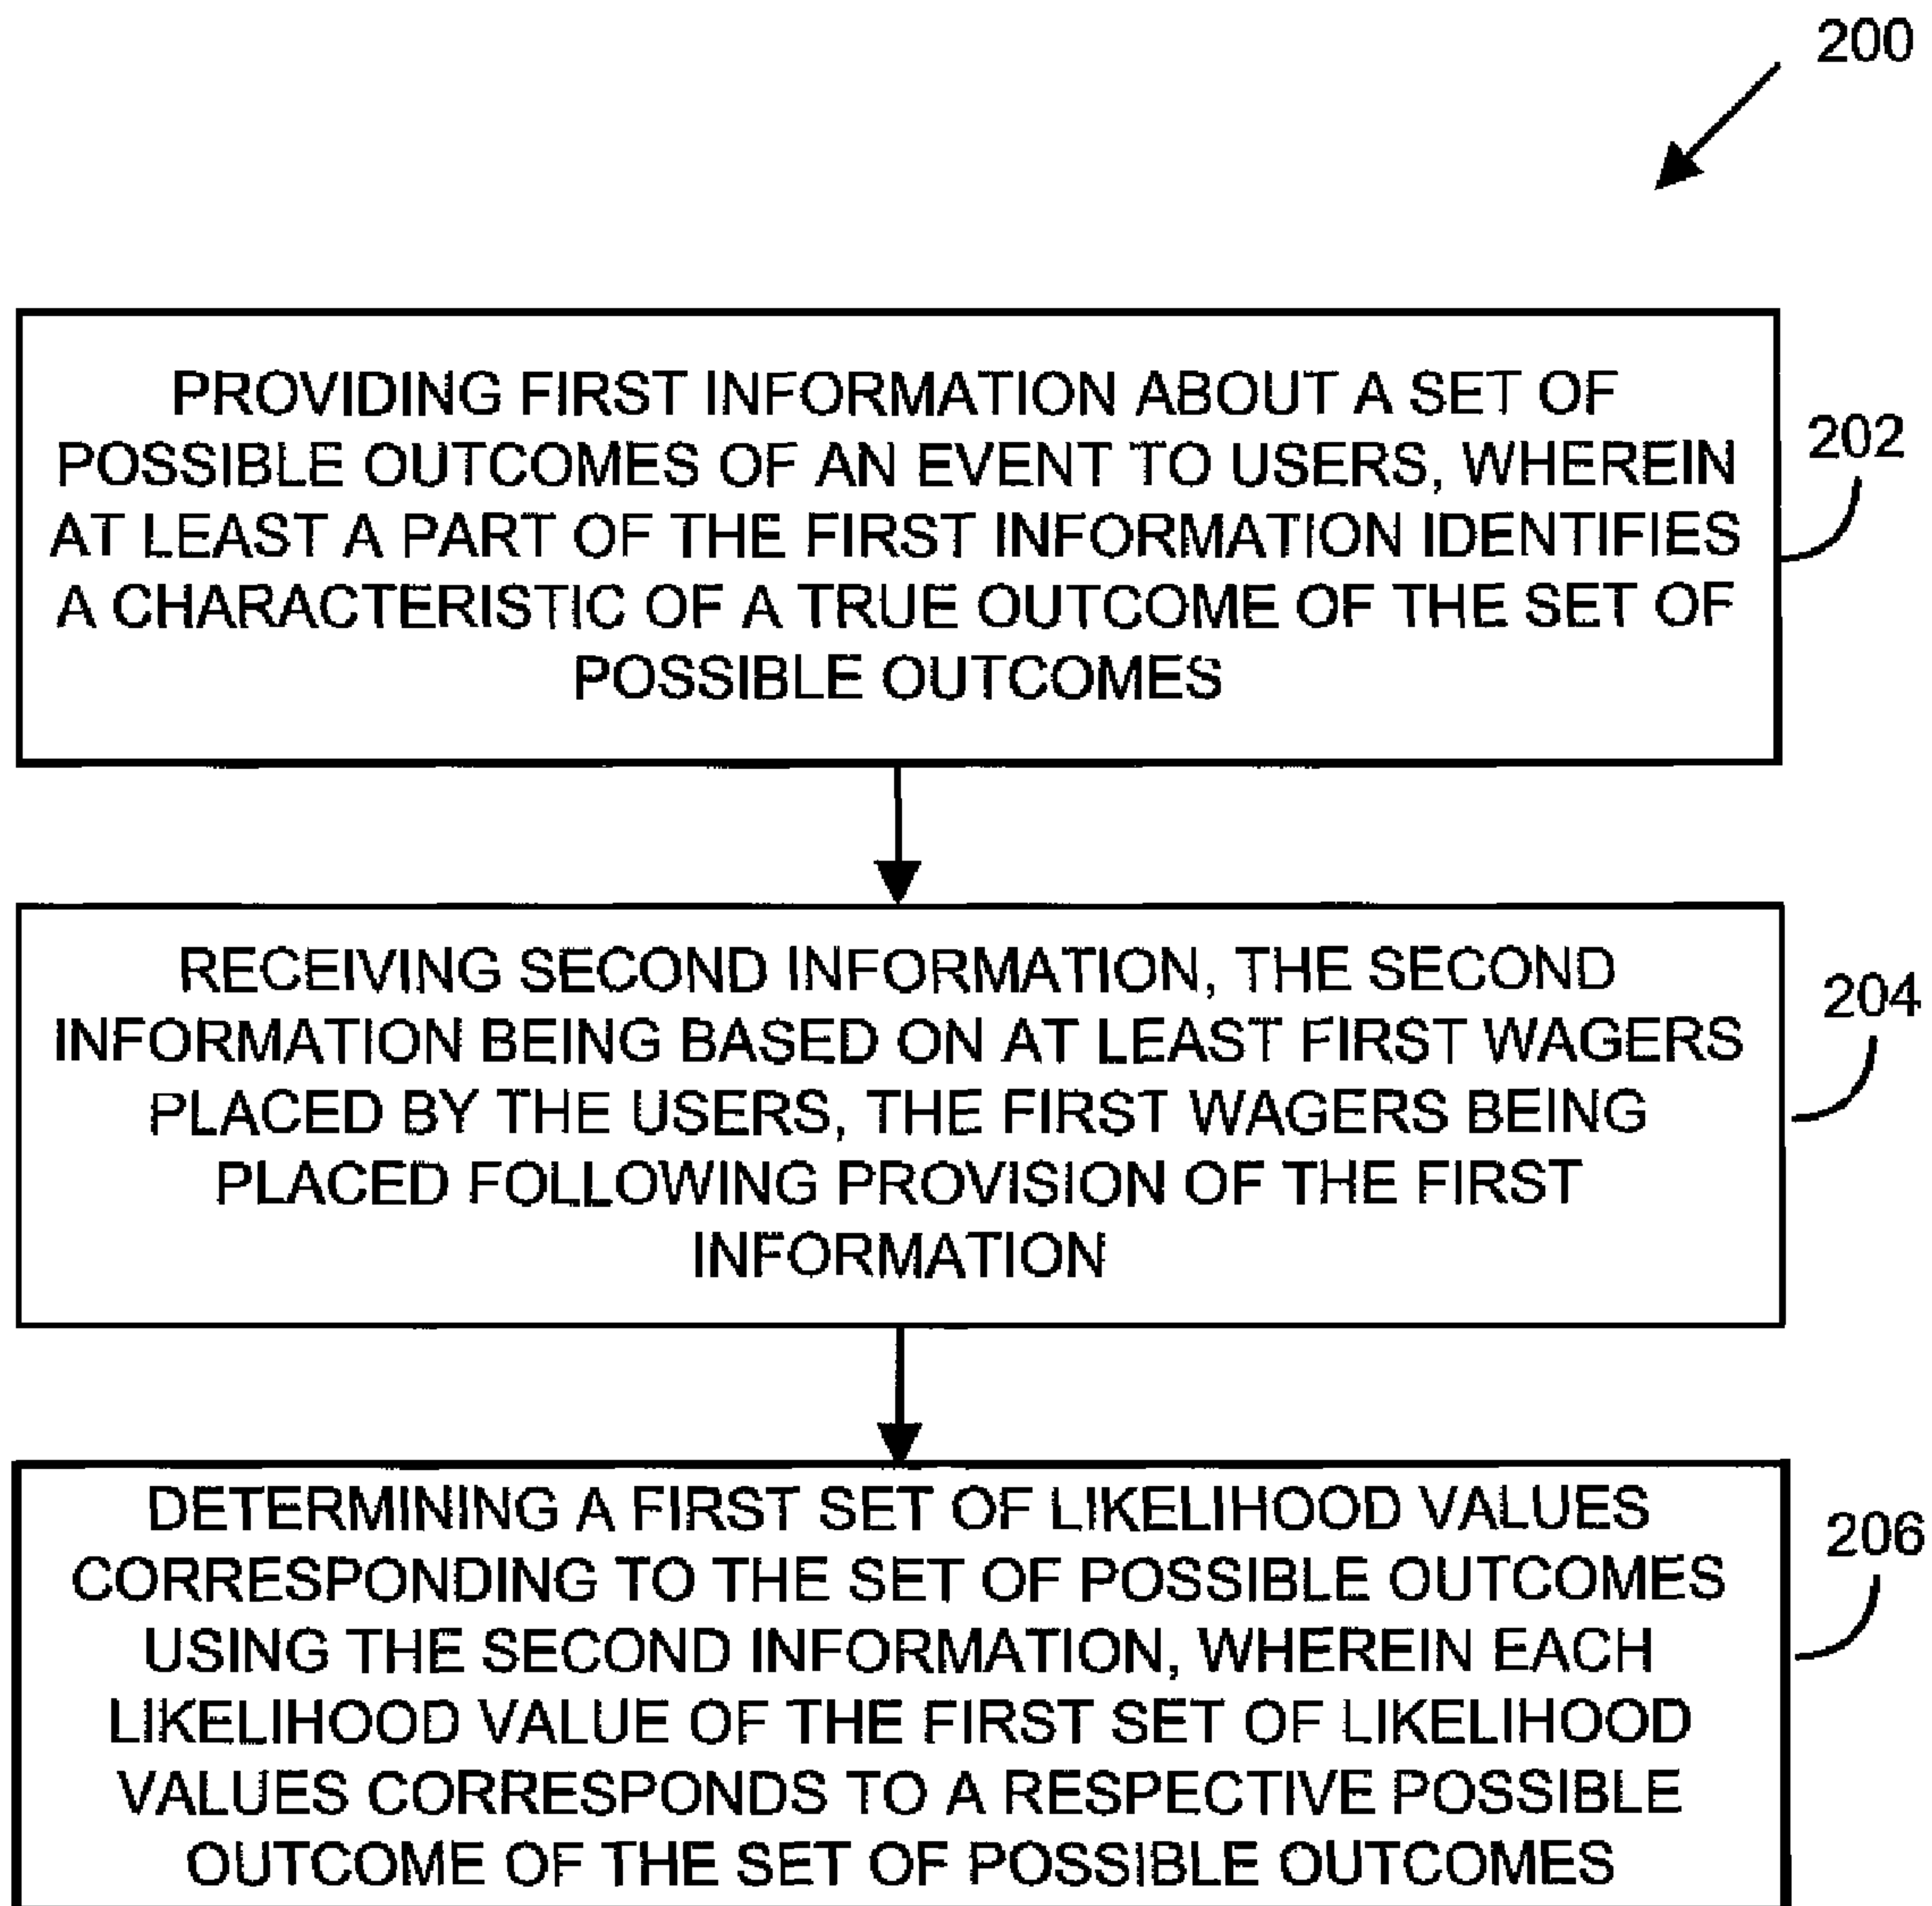 200
PROVIDING FIRST INFORMATION ABOUT A SET OF
POSSIBLE OUTCOMES OF AN EVENT TO USERS, WHEREIN
AT LEAST A PART OF THE FIRST INFORMATION IDENTIFIES
A CHARACTERISTIC OF A TRUE OUTCOME OF THE SET OF
POSSIBLE OUTCOMES
202
RECEIVING SECOND INFORMATION, THE SECOND
INFORMATION BEING BASED ON AT LEAST FIRST WAGERS
PLACED BY THE USERS, THE FIRST WAGERS BEING
PLACED FOLLOWING PROVISION OF THE FIRST
INFORMATION
204
DETERMINING A FIRST SET OF LIKELIHOOD VALUES
CORRESPONDING TO THE SET OF POSSIBLE OUTCOMES
USING THE SECOND INFORMATION, WHEREIN EACH
LIKELIHOOD VALUE OF THE FIRST SET OF LIKELIHOOD
VALUES CORRESPONDS TO A RESPECTIVE POSSIBLE
OUTCOME OF THE SET OF POSSIBLE OUTCOMES
206